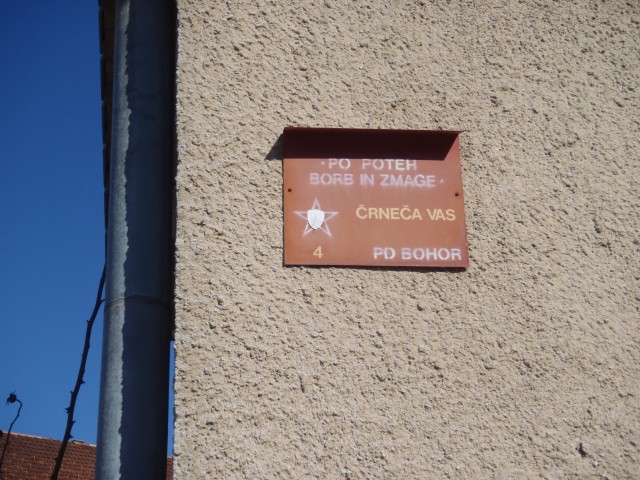 "PO POTEH
BORB IN ZMAGE"
ČRNEČA VAS
4
PD BOHOR